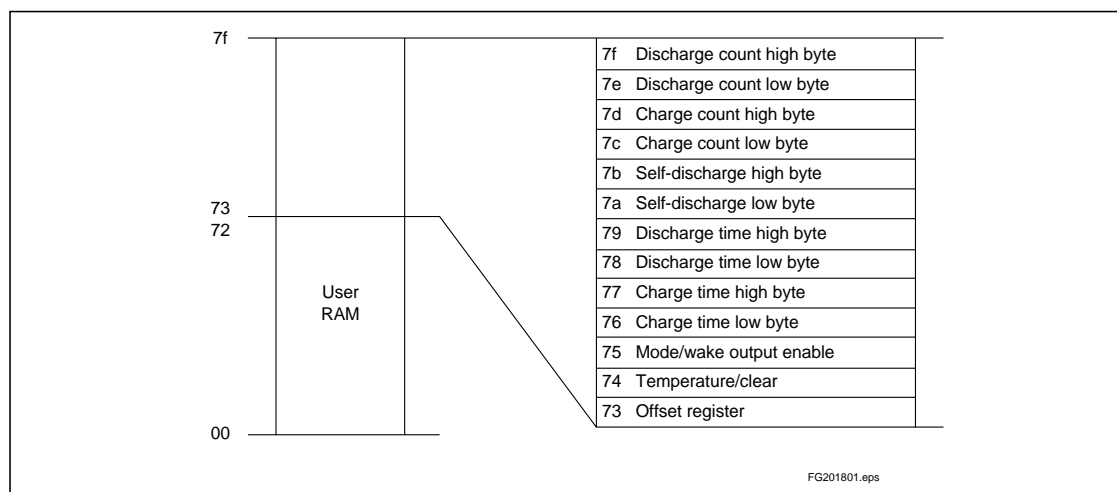 7f
73
72
User
RAM
00
7f Discharge count high byte
7e Discharge count low byte
7d Charge count high byte
7c Charge count low byte
7b Self-discharge high byte
7a Self-discharge low byte
79 Discharge time high byte
78 Discharge time low byte
77 Charge time high byte
76 Charge time low byte
75 Mode/wake output enable
74 Temperature/clear
73 Offset register
FG201801.eps